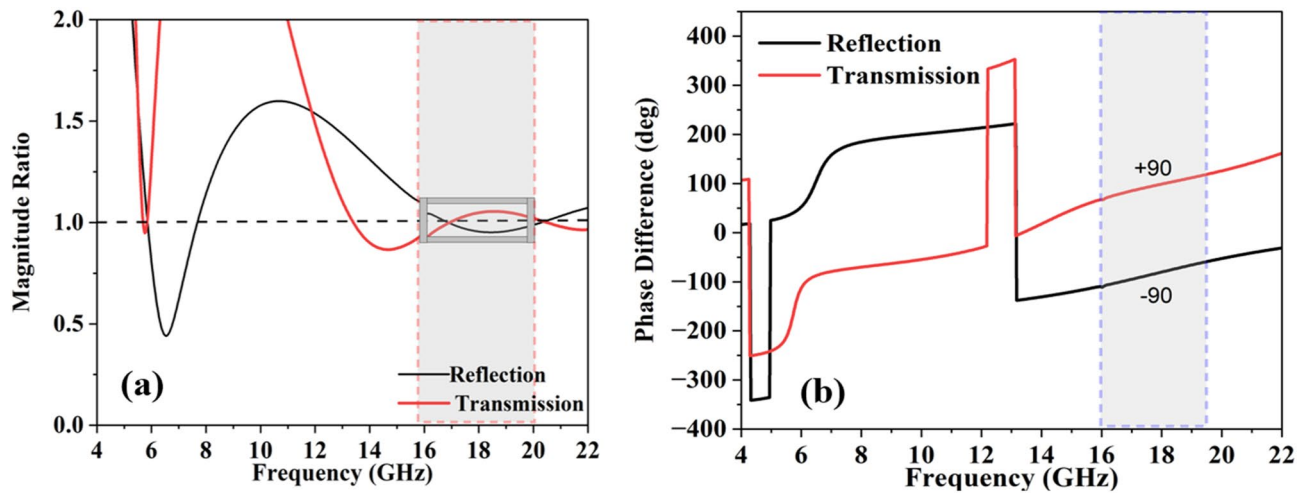 2.0
1.5
1.0
0.5
0.0
Magnitude Ratio
(a)
Reflection
Transmission
4 6 8 10 12 14 16 18 20 22
Frequency (GHz)
400
300
200
100
0
−100
−200
−300
−400
Phase Difference (deg)
Reflection
Transmission
+90
-90
(b)
4 6 8 10 12 14 16 18 20 22
Frequency (GHz)